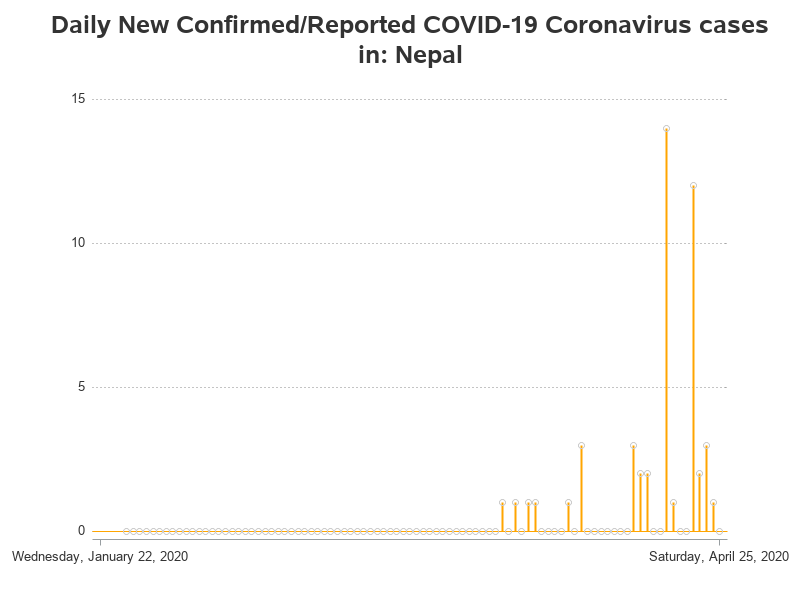 Daily New Confirmed/Reported COVID-19 Coronavirus cases
in: Nepal
15
10
5
0
Wednesday, January 22, 2020
Saturday, April 25, 2020